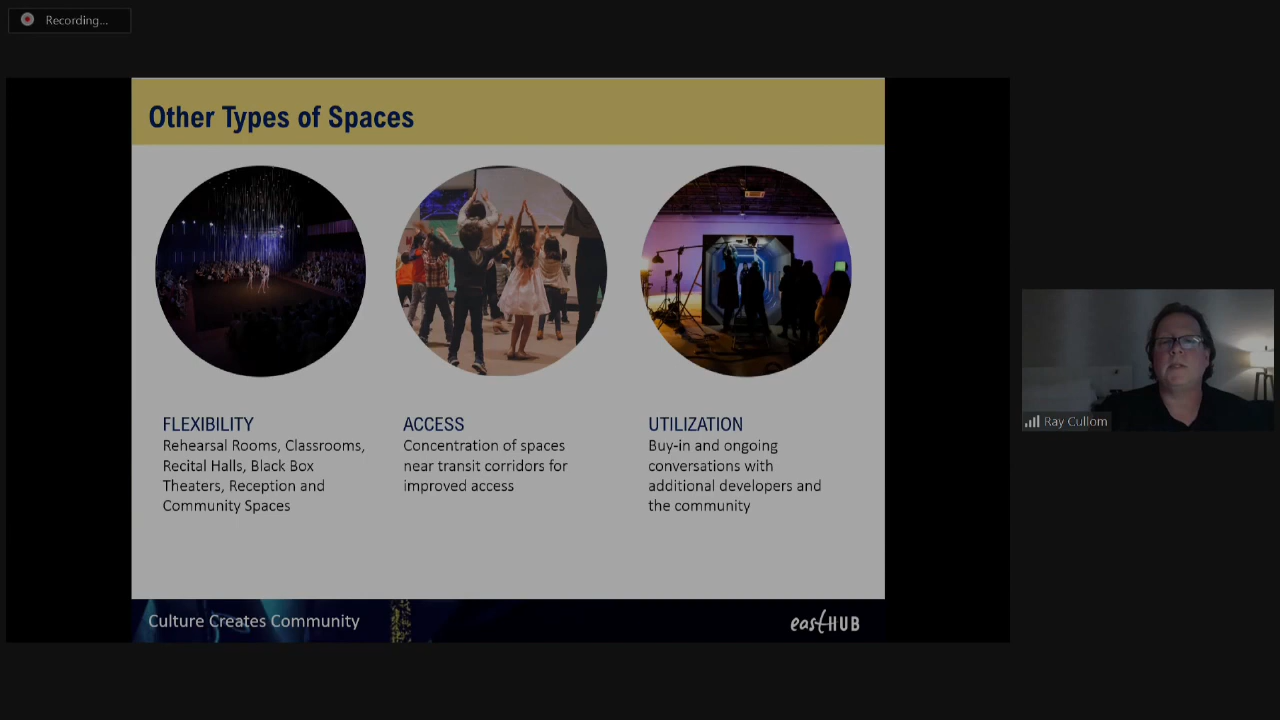 Recording...
Other Types of Spaces
FLEXIBILITY
Rehearsal Rooms, Classrooms,
Recital Halls, Black Box
Theaters, Reception and
Community Spaces
ACCESS
Concentration of spaces
near transit corridors for
improved access
UTILIZATION
Buy-in and ongoing
conversations with
additional developers and
the community
Ray Cullom
Culture Creates Community
eastHUB